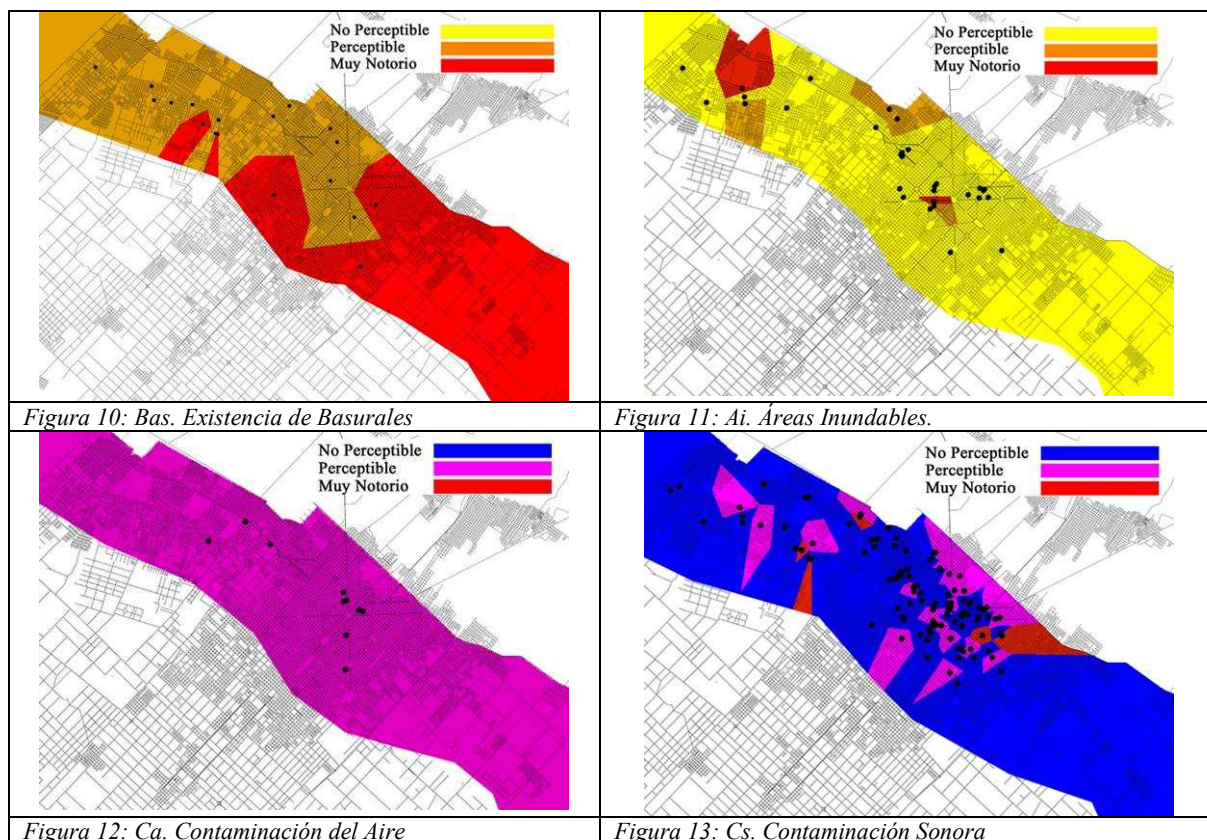 No Perceptible
Perceptible
Muy Notorio
No Perceptible
Perceptible
Muy Notorio
Figura 10: Bas. Existencia de Basurales
Figura 11: Ai. Áreas Inundables.
No Perceptible
Perceptible
Muy Notorio
No Perceptible
Perceptible
Muy Notorio
Figura 12: Ca. Contaminación del Aire
Figura 13: Cs. Contaminación Sonora